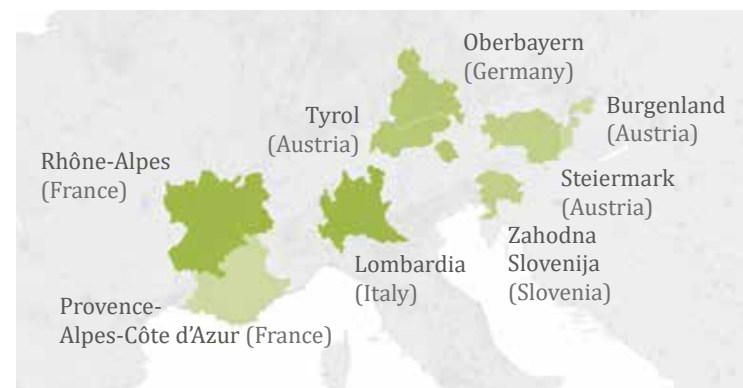 Oberbayern
(Germany)
Burgenland
(Austria)
Tyrol
(Austria)
Rhône-Alpes
(France)
Steiermark
(Austria)
Zahodna
Slovenija
(Slovenia)
Lombardia
(Italy)
Provence-
Alpes-Côte d'Azur (France)